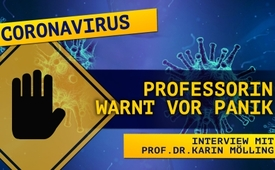 CORONAVIRUS
PROFESSORIN
WARNT VOR PANIK
INTERVIEW MIT
PROF.DR.KARIN MÖLLING